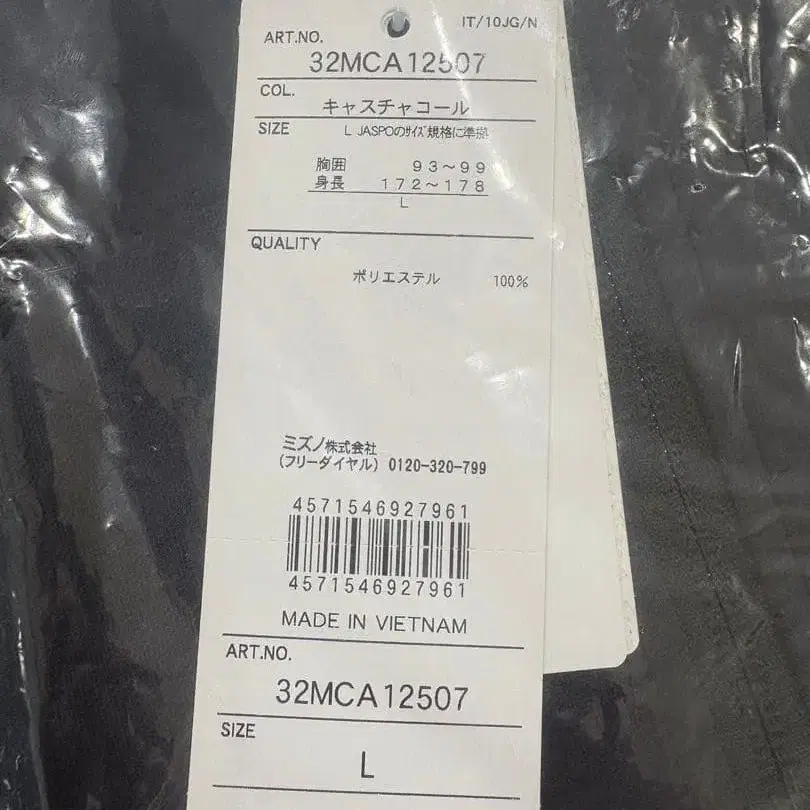 IT/10JG/N
ART.NO.
32MCA12507
COL.
キャスチャコール
SIZE L JASPOのサイズ規格に準拠
胸囲 93～99
身長 172～178
L
QUALITY
ポリエステル 100%
ミズノ株式会社
(フリーダイヤル) 0120-320-799
4571546927961
4571546927961
MADE IN VIETNAM
ART.NO.
32MCA12507
SIZE
L